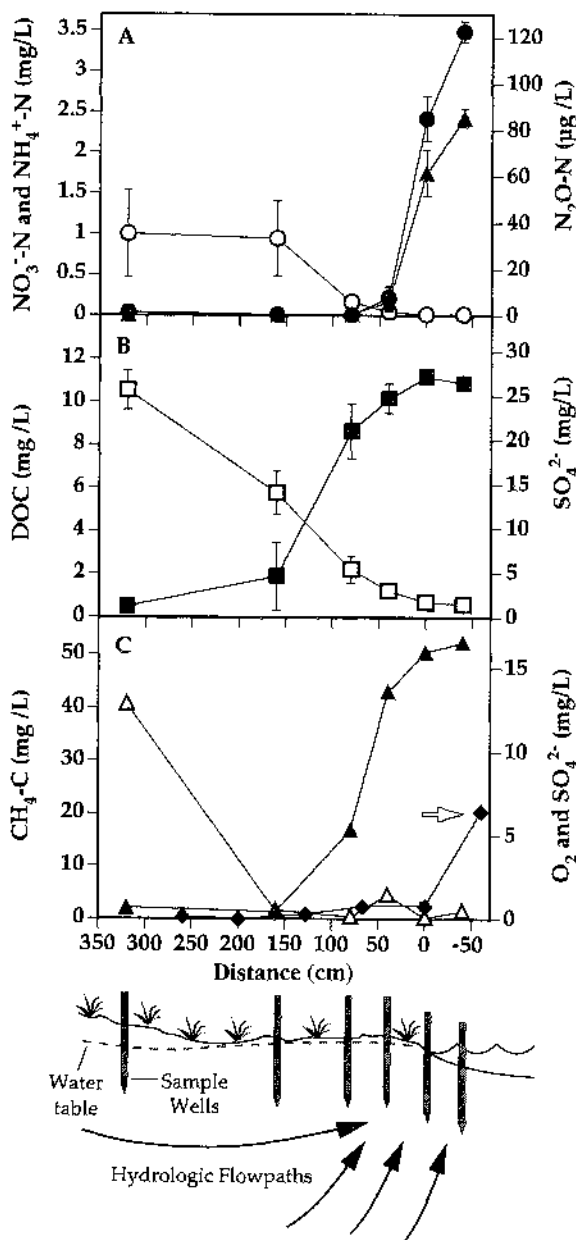 A
NO₃⁻-N and NH₄⁺-N (mg/L)
3.5
3
2.5
2
1.5
1
0.5
0
N₂O-N (µg /L)
120
100
80
60
40
20
0
B
DOC (mg /L)
12
10
8
6
4
2
0
SO₄²⁻ (mg/L)
30
25
20
15
10
5
0
C
CH₄-C (mg /L)
50
40
30
20
10
0
O₂ and SO₄²⁻ (mg/L)
15
10
5
0
350 300 250 200 150 100 50 0 -50
Distance (cm)
Water
table
Sample
Wells
Hydrologic Flowpaths